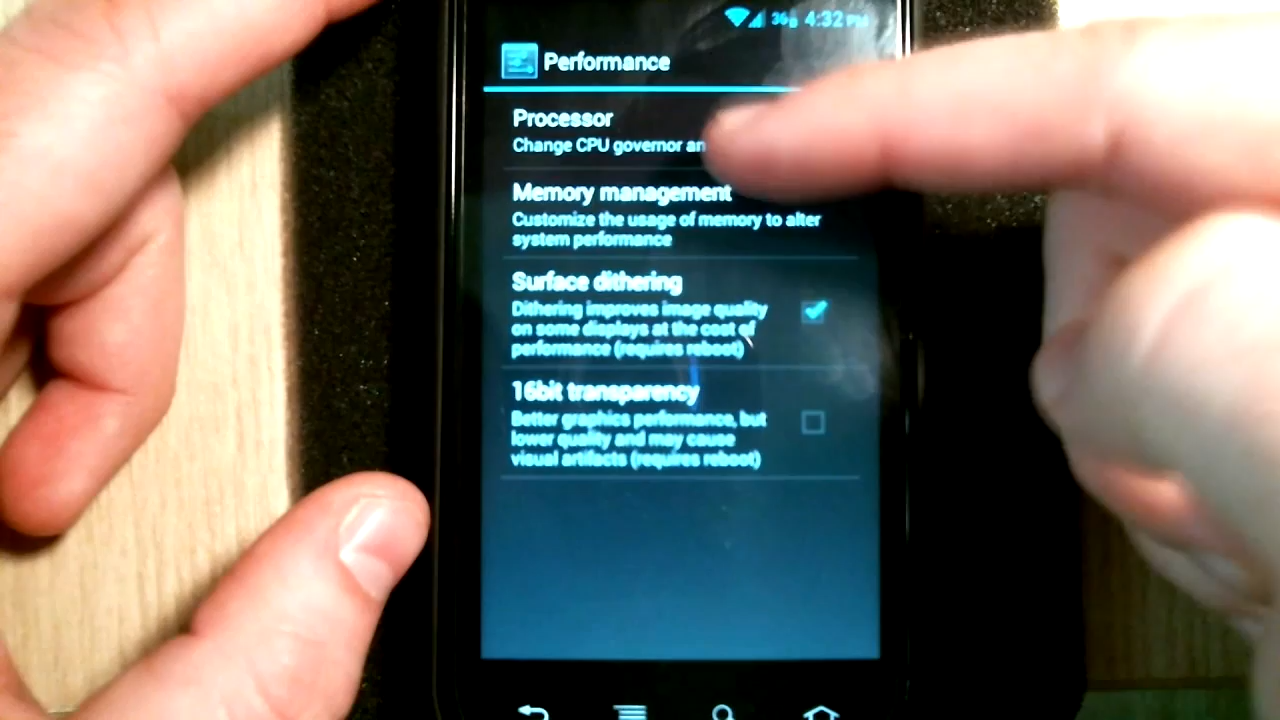 3G 4:32 PM
Performance
Processor
Change CPU governor an
Memory management
Customize the usage of memory to alter
system performance
Surface dithering
Dithering improves image quality
on some displays at the cost of
performance (requires reboot)
16bit transparency
Better graphics performance, but
lower quality and may cause
visual artifacts (requires reboot)